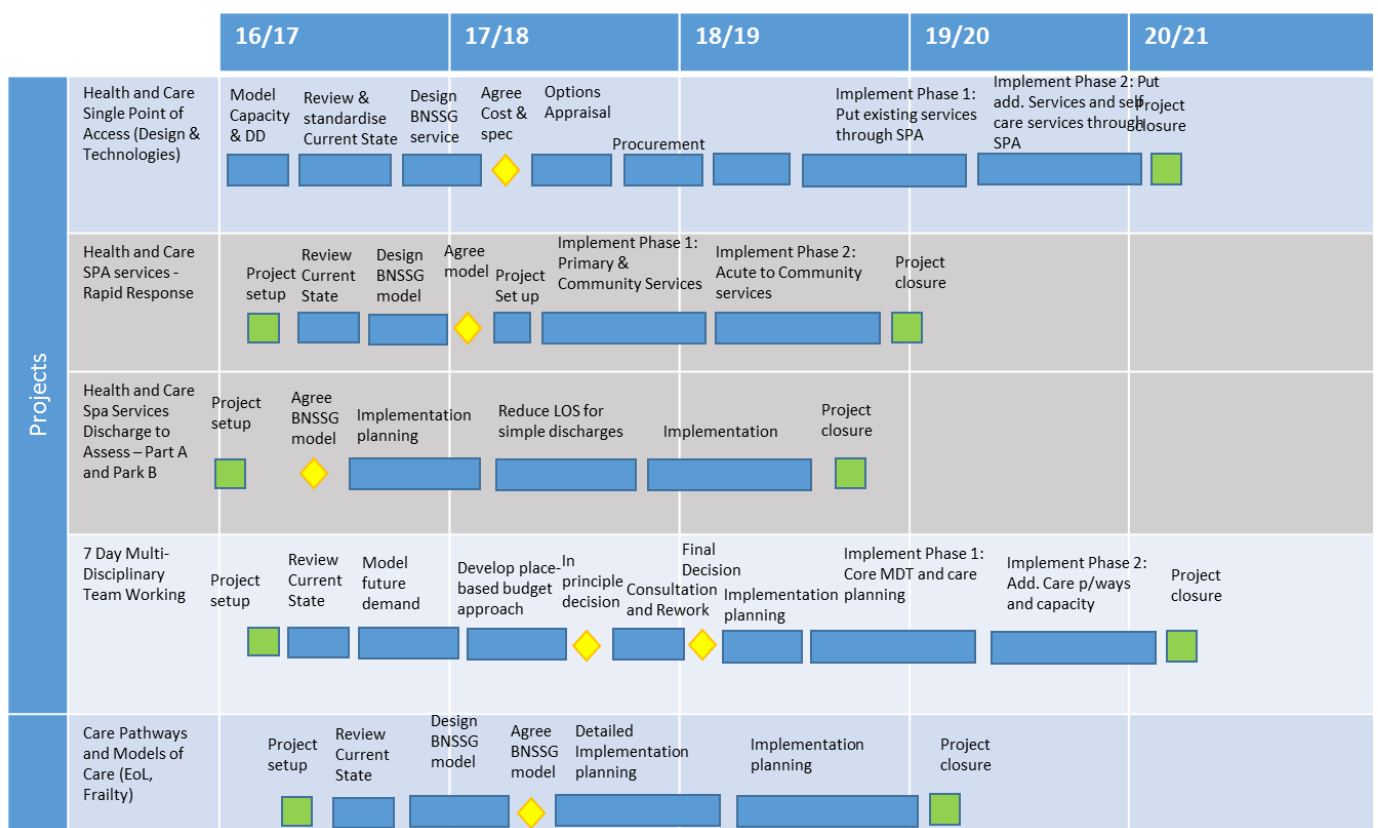 16/17
17/18
18/19
19/20
20/21
Projects
Health and Care
Single Point of
Access (Design &
Technologies)
Model
Capacity
& DD
Review &
standardise
Current State
Design
BNSSG
service
Agree
Cost &
spec
Options
Appraisal
Procurement
Implement Phase 1:
Put existing services
through SPA
Implement Phase 2: Put
add. Services and self
care services through
SPA
Project
closure
Health and Care
SPA services -
Rapid Response
Project
setup
Review
Current
State
Design
BNSSG
model
Agree
model
Project
Set up
Implement Phase 1:
Primary &
Community Services
Implement Phase 2:
Acute to Community
services
Project
closure
Health and Care
Spa Services
Discharge to
Assess – Part A
and Park B
Project
setup
Agree
BNSSG
model
Implementation
planning
Reduce LOS for
simple discharges
Implementation
Project
closure
7 Day Multi-
Disciplinary
Team Working
Project
setup
Review
Current
State
Model
future
demand
Develop place-
based budget
approach
In
principle
decision
Consultation
and Rework
Final
Decision
Implementation
planning
Implement Phase 1:
Core MDT and care
planning
Implement Phase 2:
Add. Care p/ways
and capacity
Project
closure
Care Pathways
and Models of
Care (EoL,
Frailty)
Project
setup
Review
Current
State
Design
BNSSG
model
Agree
BNSSG
model
Detailed
Implementation
planning
Implementation
planning
Project
closure